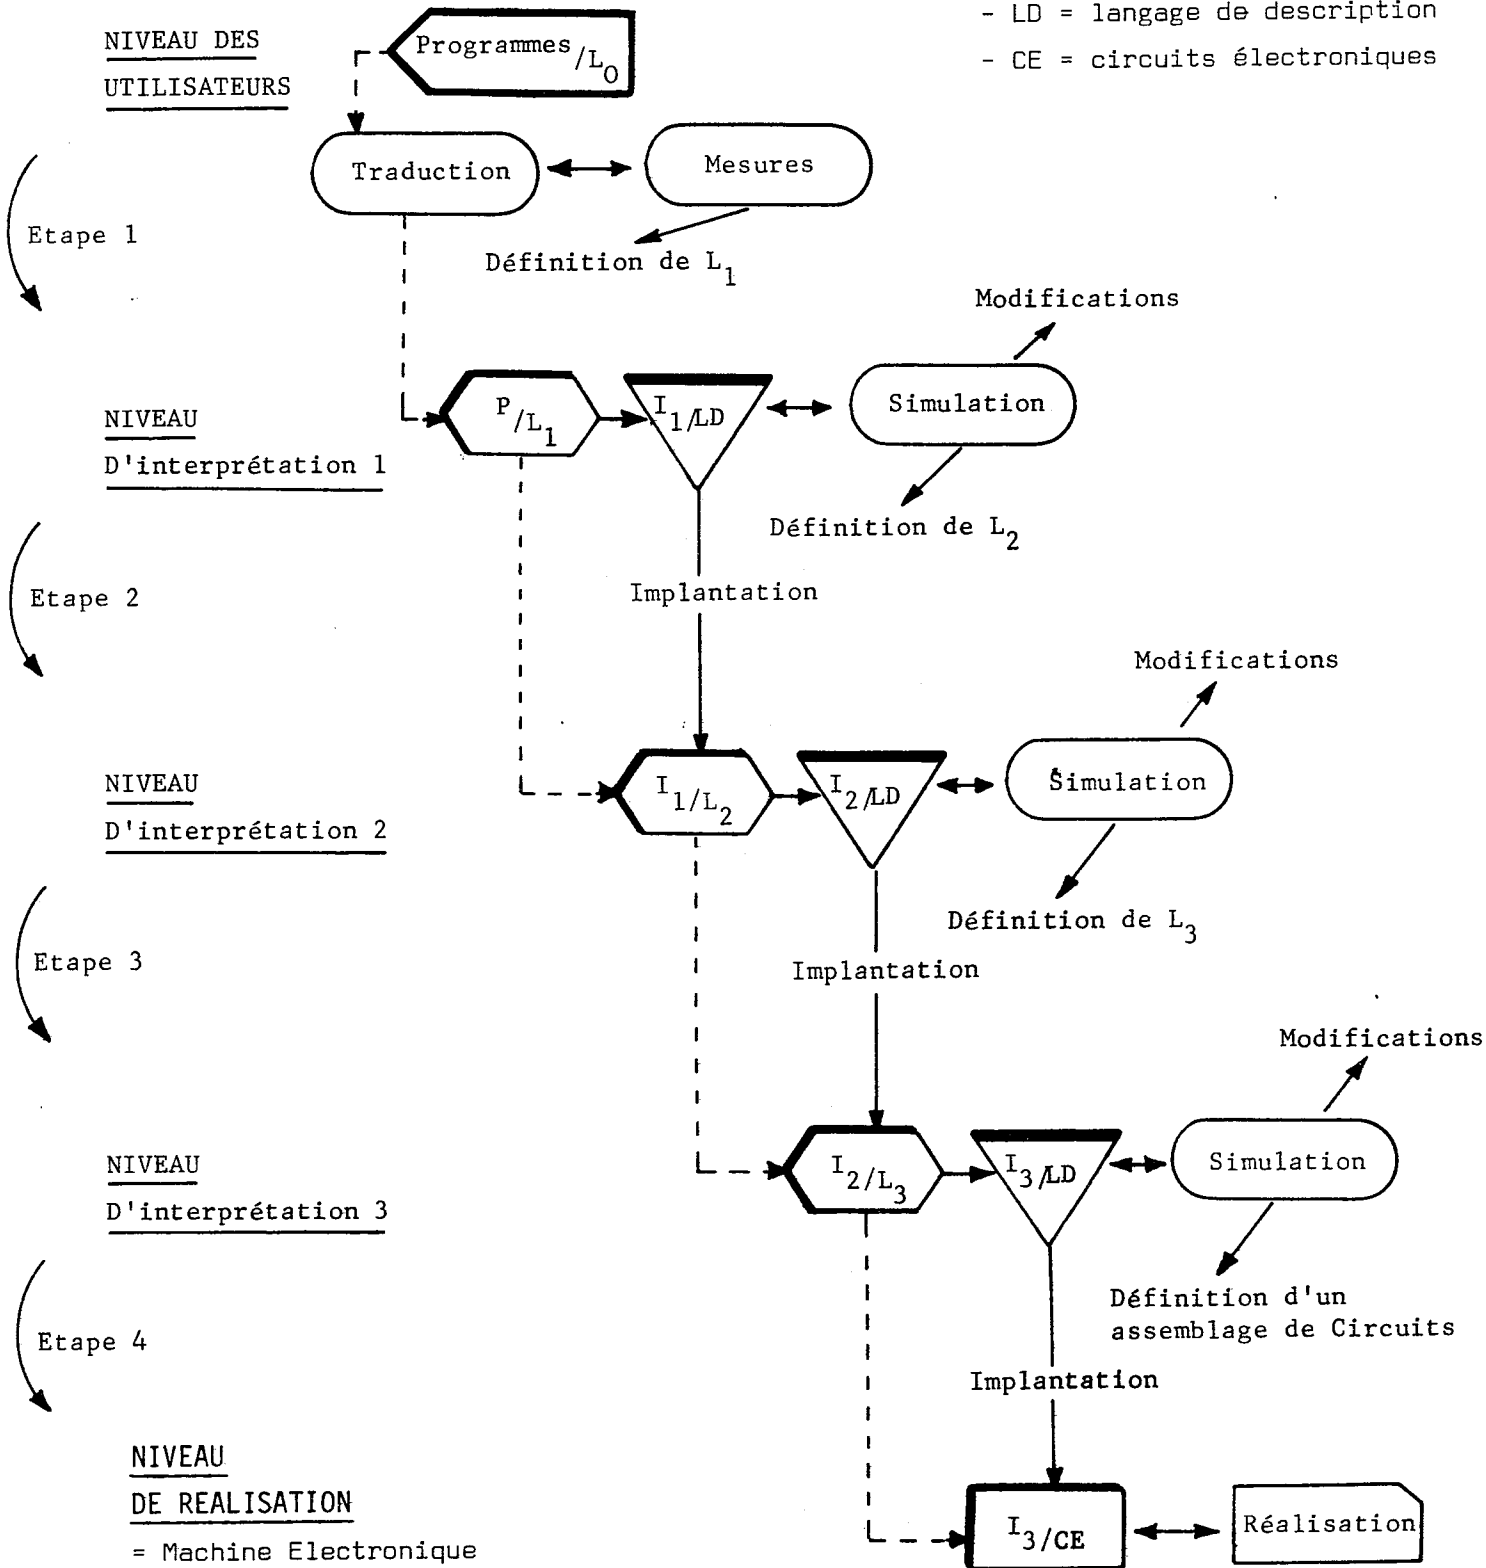 - LD = langage de description
- CE = circuits électroniques
NIVEAU DES
UTILISATEURS
Programmes/L0
Traduction
Mesures
Etape 1
Définition de L1
Modifications
NIVEAU
D'interprétation 1
P/L1
I1/LD
Simulation
Définition de L2
Etape 2
Implantation
Modifications
NIVEAU
D'interprétation 2
I1/L2
I2/LD
Simulation
Définition de L3
Etape 3
Implantation
Modifications
NIVEAU
D'interprétation 3
I2/L3
I3/LD
Simulation
Définition d'un
assemblage de Circuits
Etape 4
Implantation
NIVEAU
DE REALISATION
= Machine Electronique
I3/CE
Réalisation